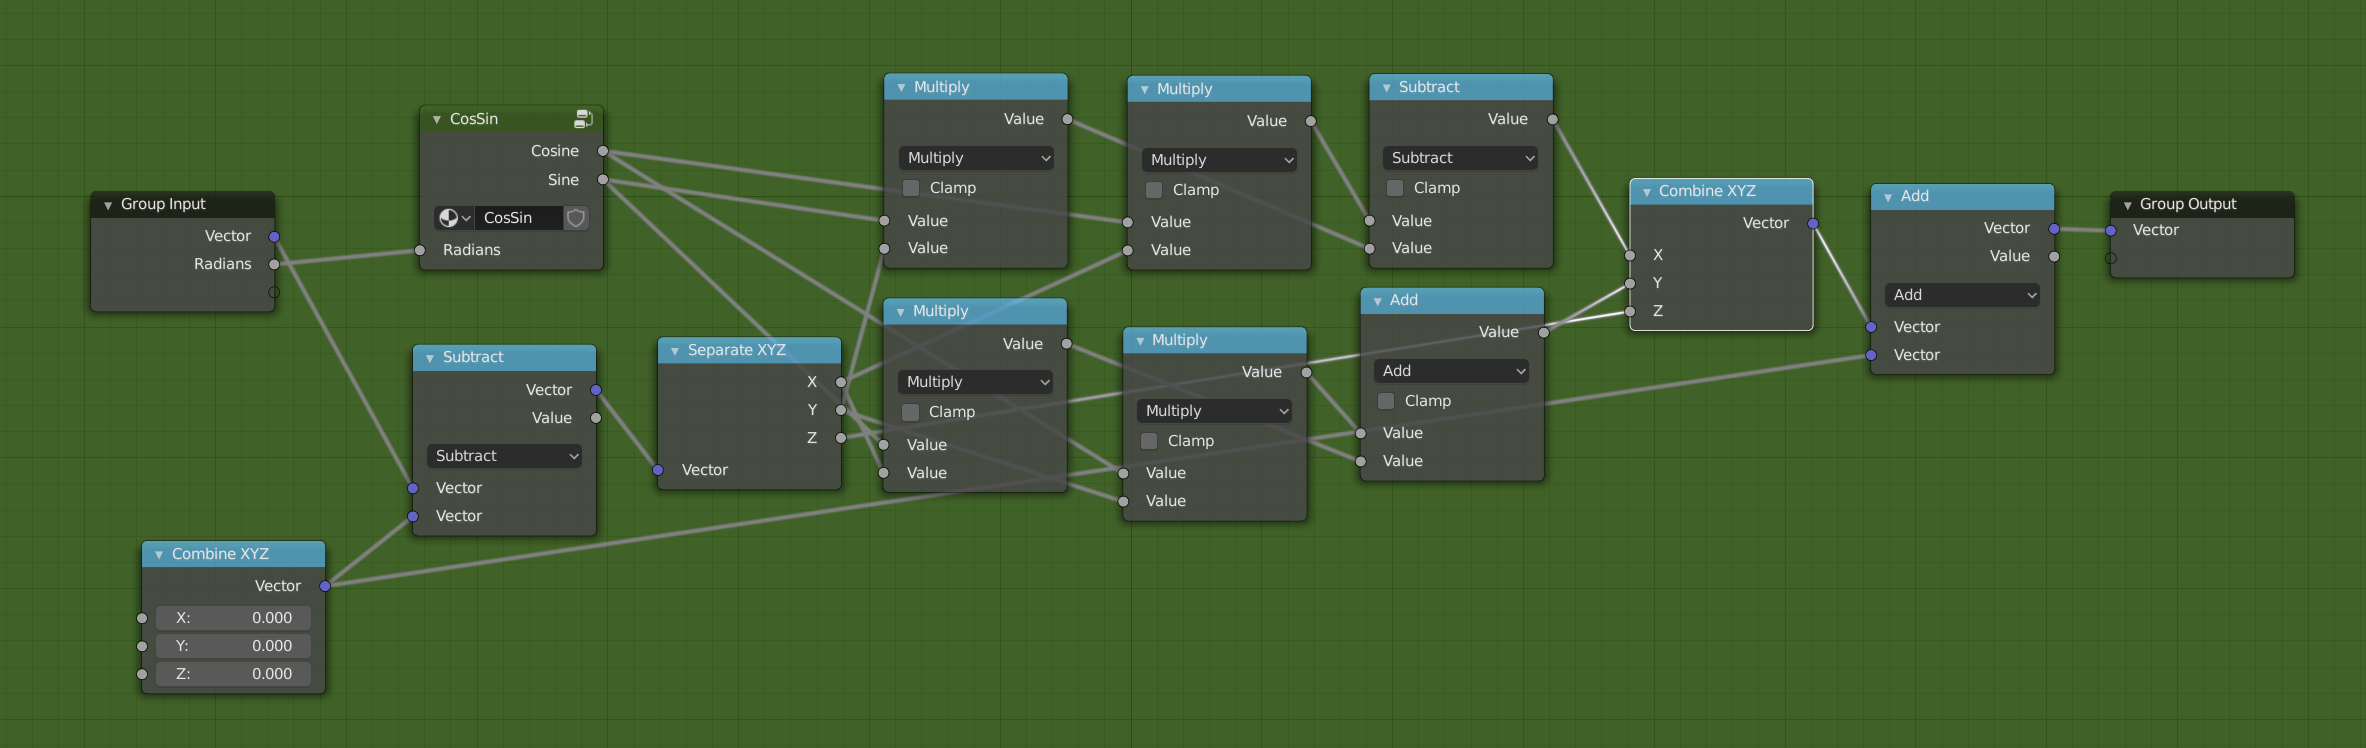 Group Input
Vector
Radians
CosSin
Cosine
Sine
CosSin
Radians
Subtract
Vector
Value
Subtract
Vector
Vector
Combine XYZ
Vector
X: 0.000
Y: 0.000
Z: 0.000
Separate XYZ
X
Y
Z
Vector
Multiply
Value
Multiply
Clamp
Value
Value
Multiply
Value
Multiply
Clamp
Value
Value
Multiply
Value
Multiply
Clamp
Value
Value
Multiply
Value
Multiply
Clamp
Value
Value
Subtract
Value
Subtract
Clamp
Value
Value
Add
Value
Add
Clamp
Value
Value
Combine XYZ
Vector
X
Y
Z
Add
Vector
Value
Add
Vector
Vector
Group Output
Vector